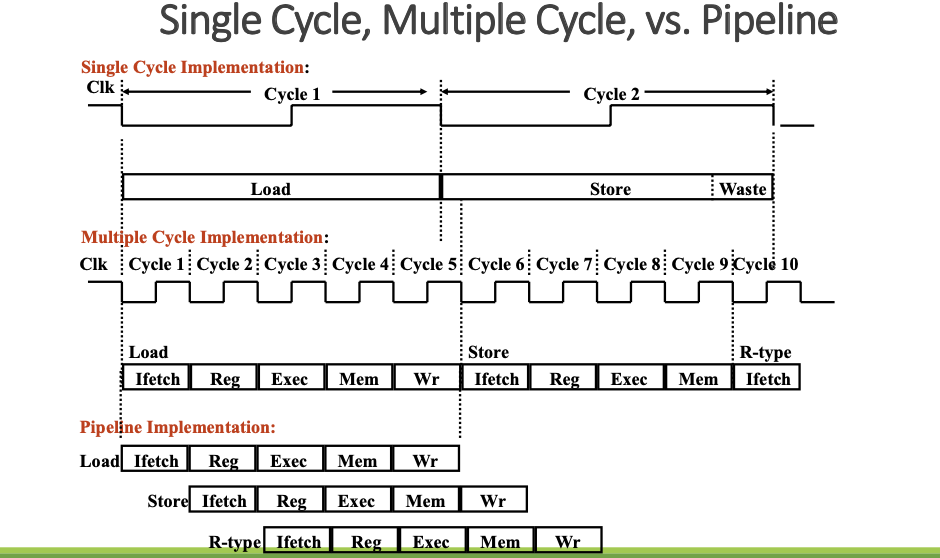 Single Cycle, Multiple Cycle, vs. Pipeline
Single Cycle Implementation:
Clk
Cycle 1
Cycle 2
Load
Store
Waste
Multiple Cycle Implementation:
Clk Cycle 1 Cycle 2 Cycle 3 Cycle 4 Cycle 5 Cycle 6 Cycle 7 Cycle 8 Cycle 9 Cycle 10
Load
Store
R-type
Ifetch Reg Exec Mem Wr Ifetch Reg Exec Mem Ifetch
Pipeline Implementation:
Load Ifetch Reg Exec Mem Wr
Store Ifetch Reg Exec Mem Wr
R-type Ifetch Reg Exec Mem Wr